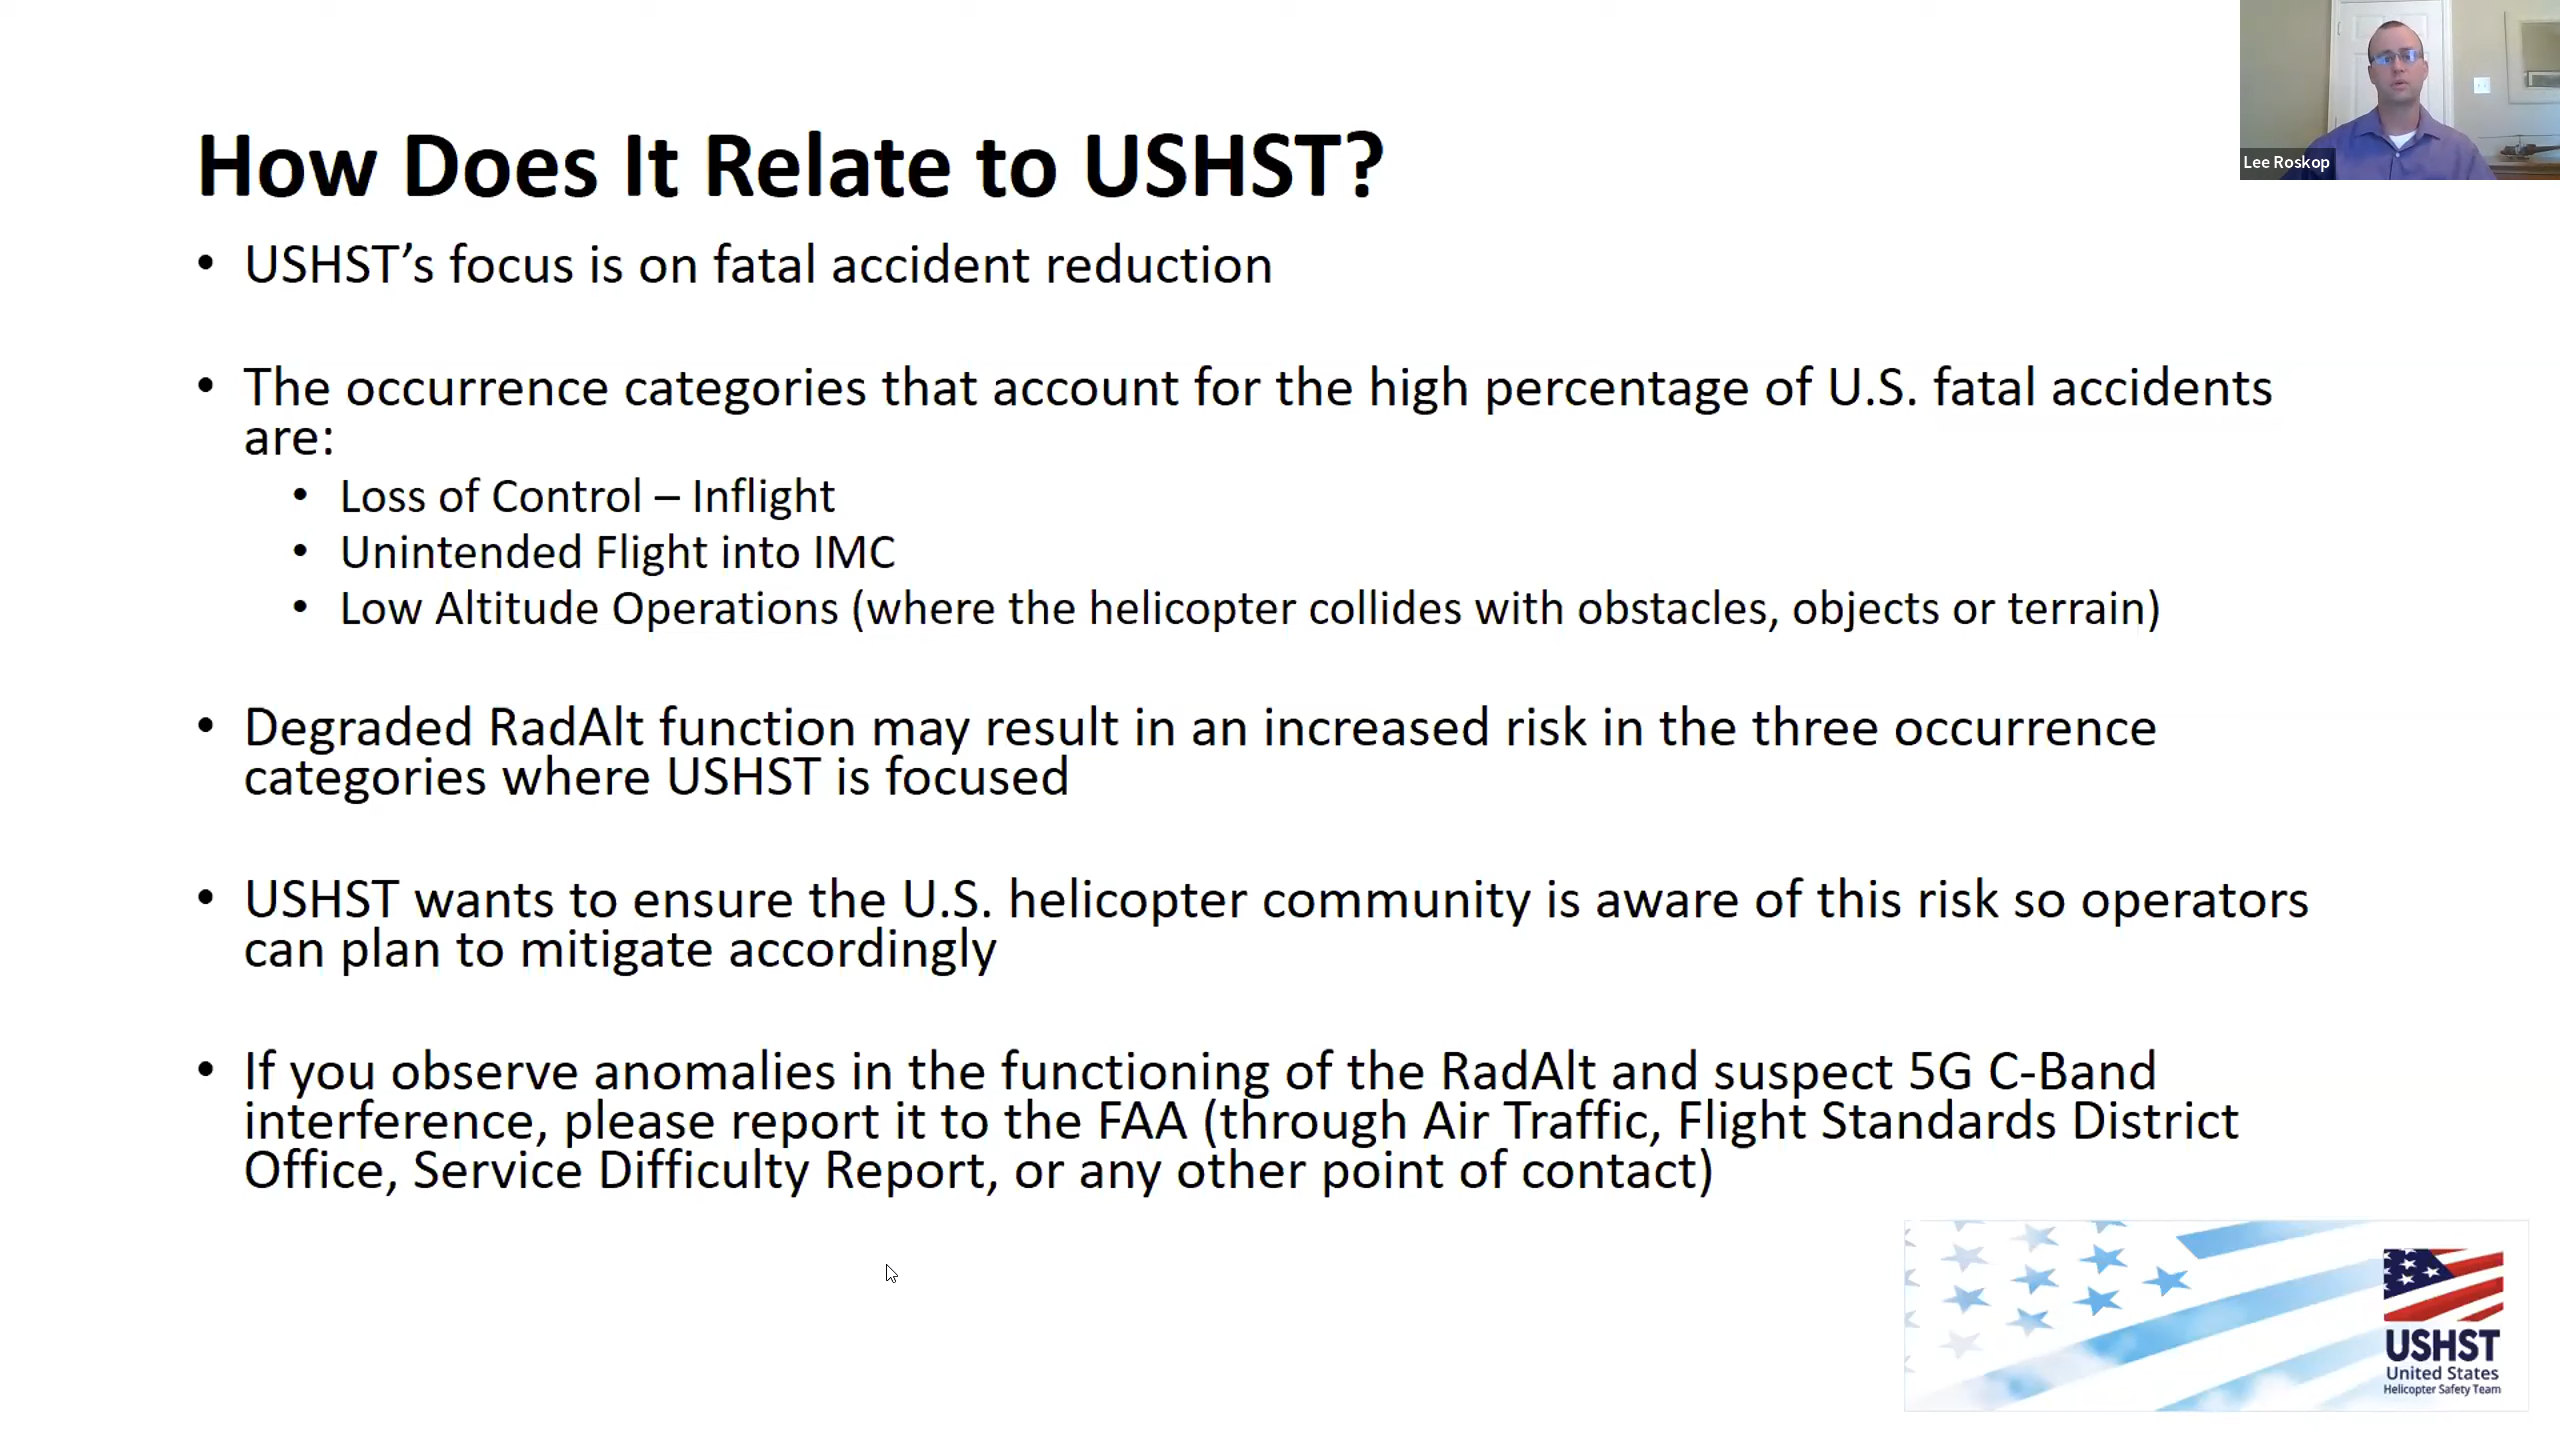 How Does It Relate to USHST?
• USHST’s focus is on fatal accident reduction
• The occurrence categories that account for the high percentage of U.S. fatal accidents
are:
• Loss of Control – Inflight
• Unintended Flight into IMC
• Low Altitude Operations (where the helicopter collides with obstacles, objects or terrain)
• Degraded RadAlt function may result in an increased risk in the three occurrence
categories where USHST is focused
• USHST wants to ensure the U.S. helicopter community is aware of this risk so operators
can plan to mitigate accordingly
• If you observe anomalies in the functioning of the RadAlt and suspect 5G C-Band
interference, please report it to the FAA (through Air Traffic, Flight Standards District
Office, Service Difficulty Report, or any other point of contact)
Lee Roskop
USHST
United States
Helicopter Safety Team